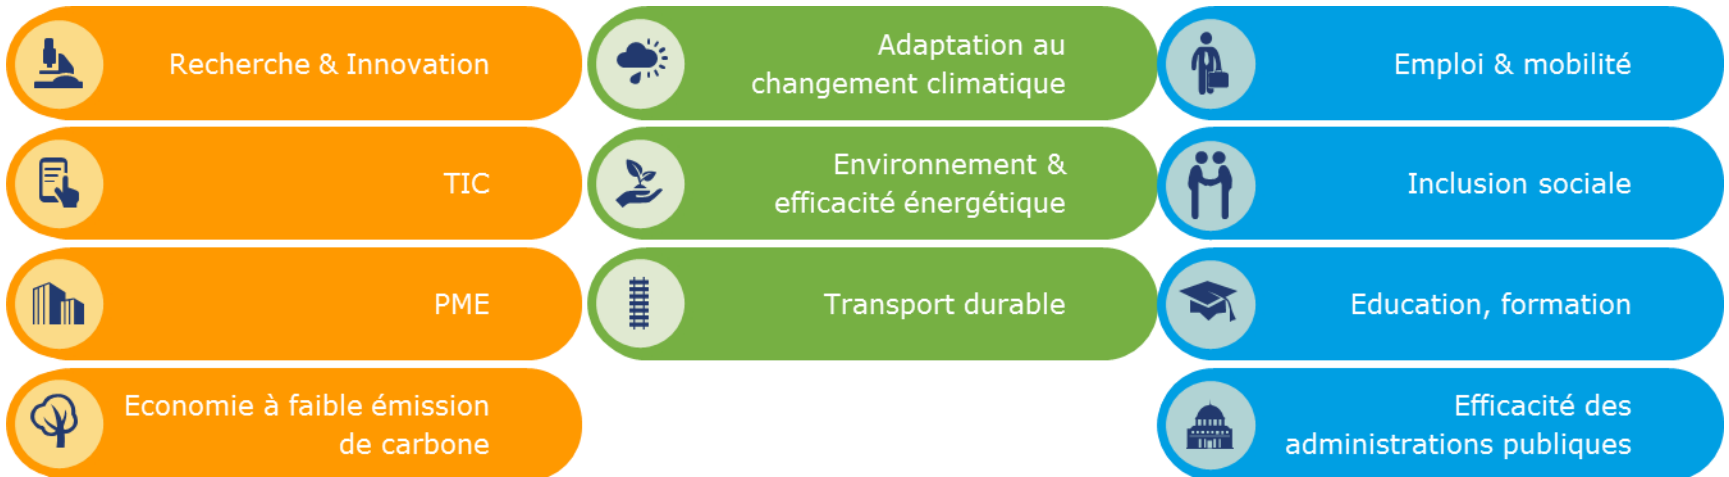 Recherche & Innovation
TIC
PME
Economie à faible émission
de carbone
Adaptation au
changement climatique
Environnement &
efficacité énergétique
Transport durable
Emploi & mobilité
Inclusion sociale
Education, formation
Efficacité des
administrations publiques